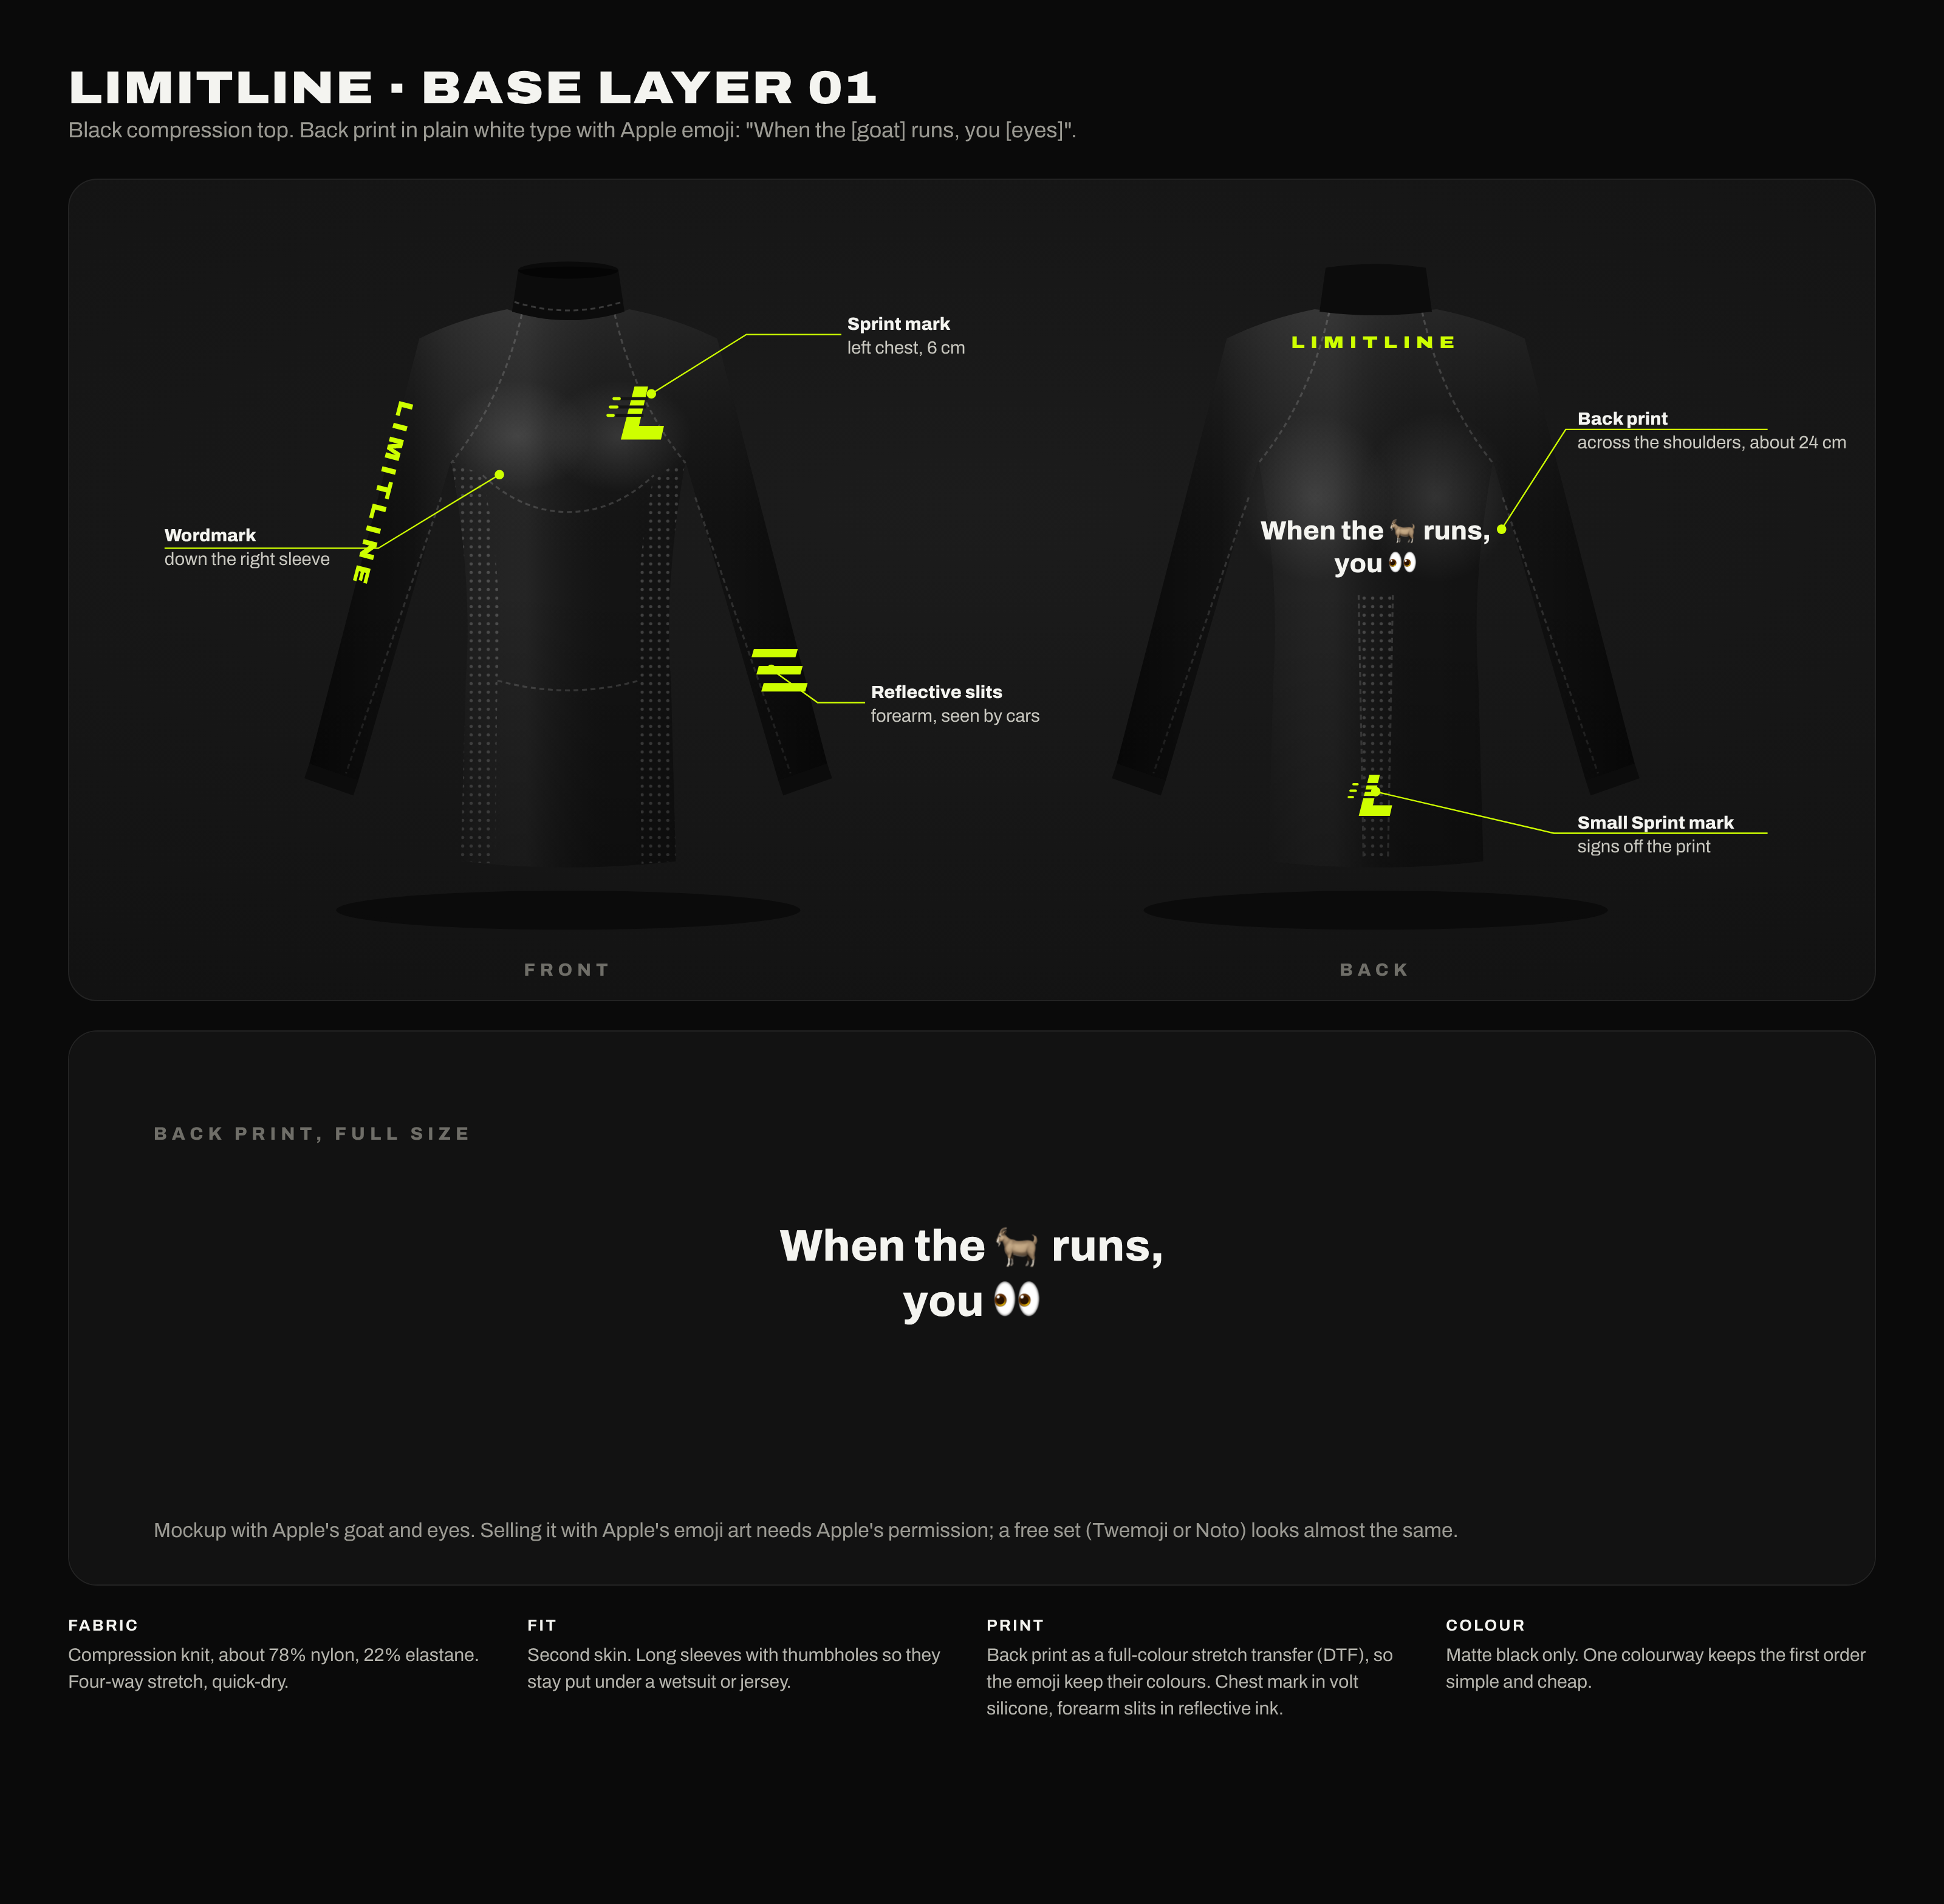 LIMITLINE · BASE LAYER 01
Black compression top. Back print in plain white type with Apple emoji: "When the [goat] runs, you [eyes]".
Sprint mark
left chest, 6 cm
LIMITLINE
Wordmark
down the right sleeve
Reflective slits
forearm, seen by cars
FRONT
LIMITLINE
Back print
across the shoulders, about 24 cm
When the 🐐 runs,
you 👀
Small Sprint mark
signs off the print
BACK
BACK PRINT, FULL SIZE
When the 🐐 runs,
you 👀
Mockup with Apple's goat and eyes. Selling it with Apple's emoji art needs Apple's permission; a free set (Twemoji or Noto) looks almost the same.
FABRIC
Compression knit, about 78% nylon, 22% elastane.
Four-way stretch, quick-dry.
FIT
Second skin. Long sleeves with thumbholes so they
stay put under a wetsuit or jersey.
PRINT
Back print as a full-colour stretch transfer (DTF), so
the emoji keep their colours. Chest mark in volt
silicone, forearm slits in reflective ink.
COLOUR
Matte black only. One colourway keeps the first order
simple and cheap.